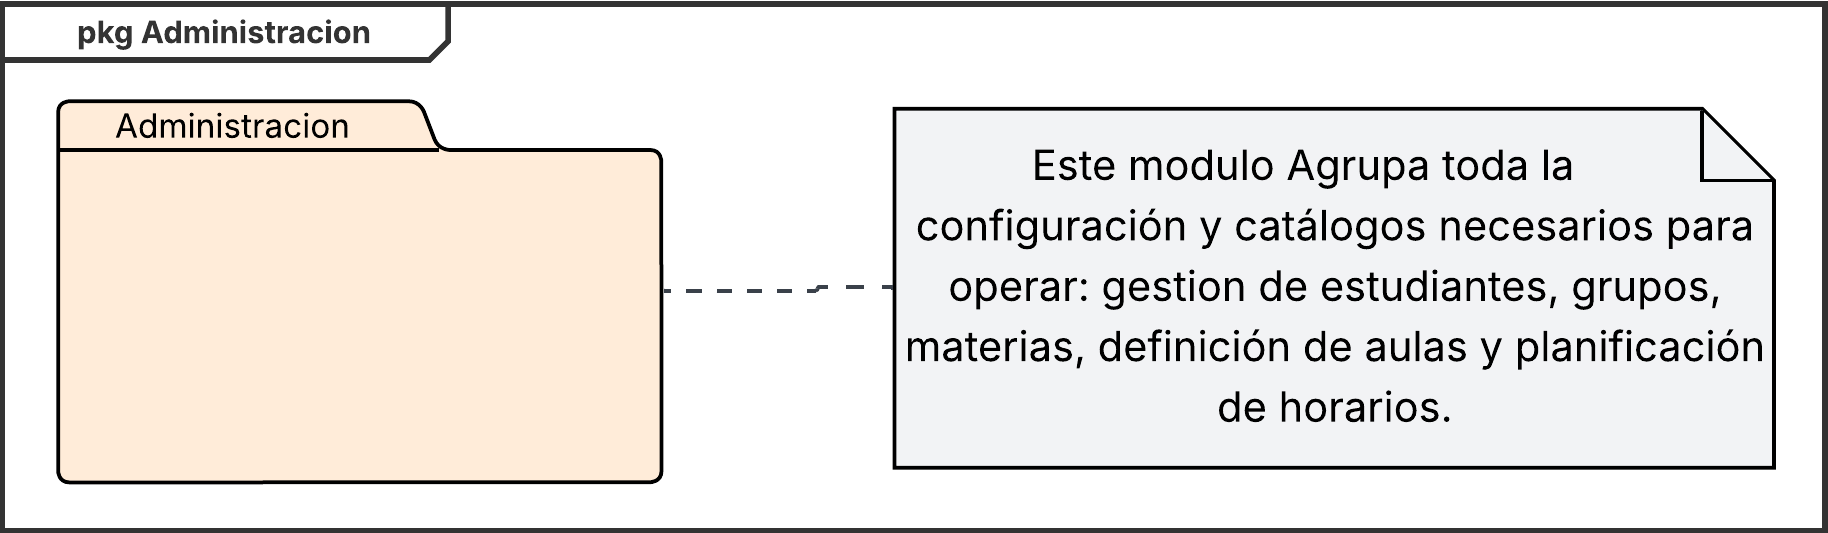 pkg Administracion
Administracion
Este modulo Agrupa toda la
configuración y catálogos necesarios para
operar: gestion de estudiantes, grupos,
materias, definición de aulas y planificación
de horarios.